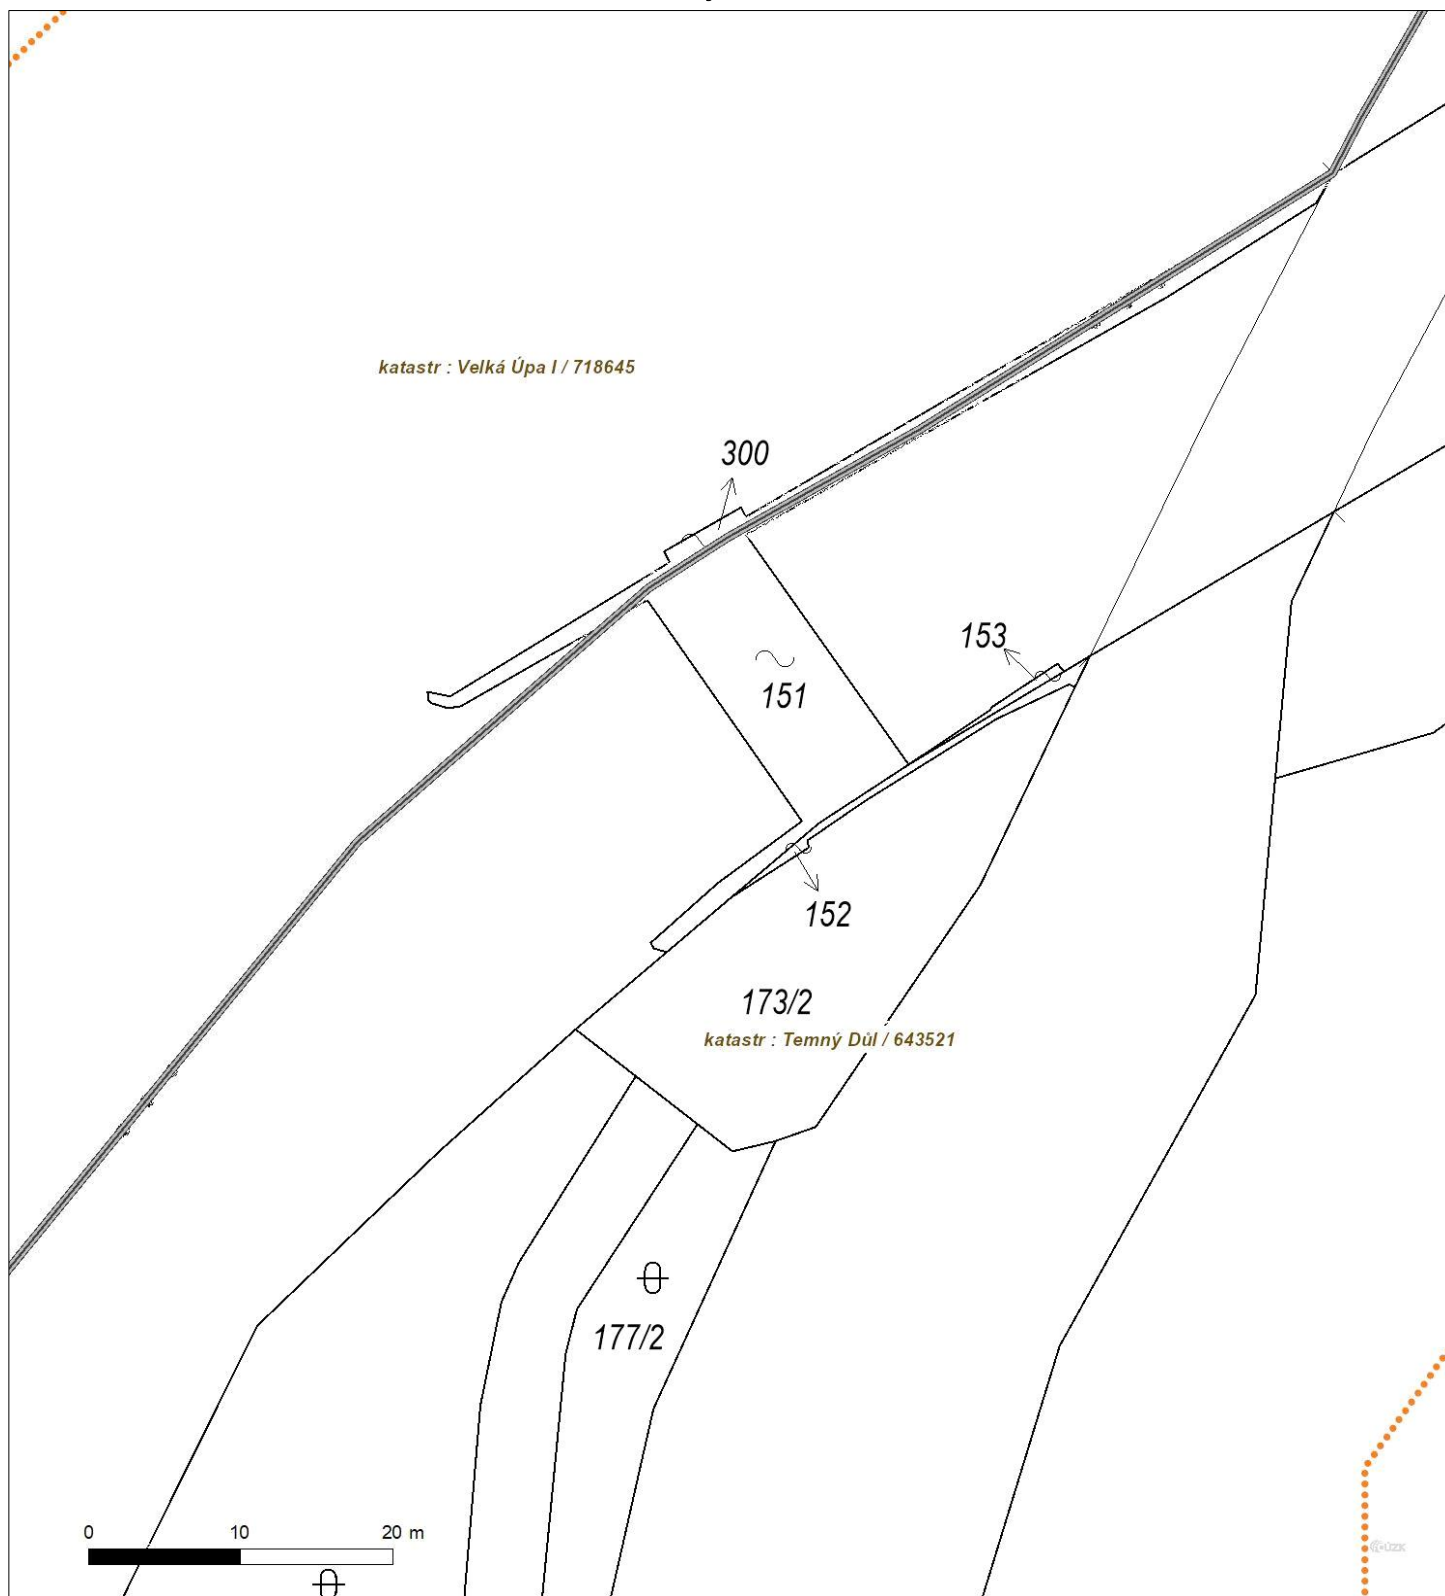 katastr : Velká Úpa I / 718645
300
153
151
152
173/2
katastr : Temný Důl / 643521
177/2
0 10 20 m
© ČÚZK